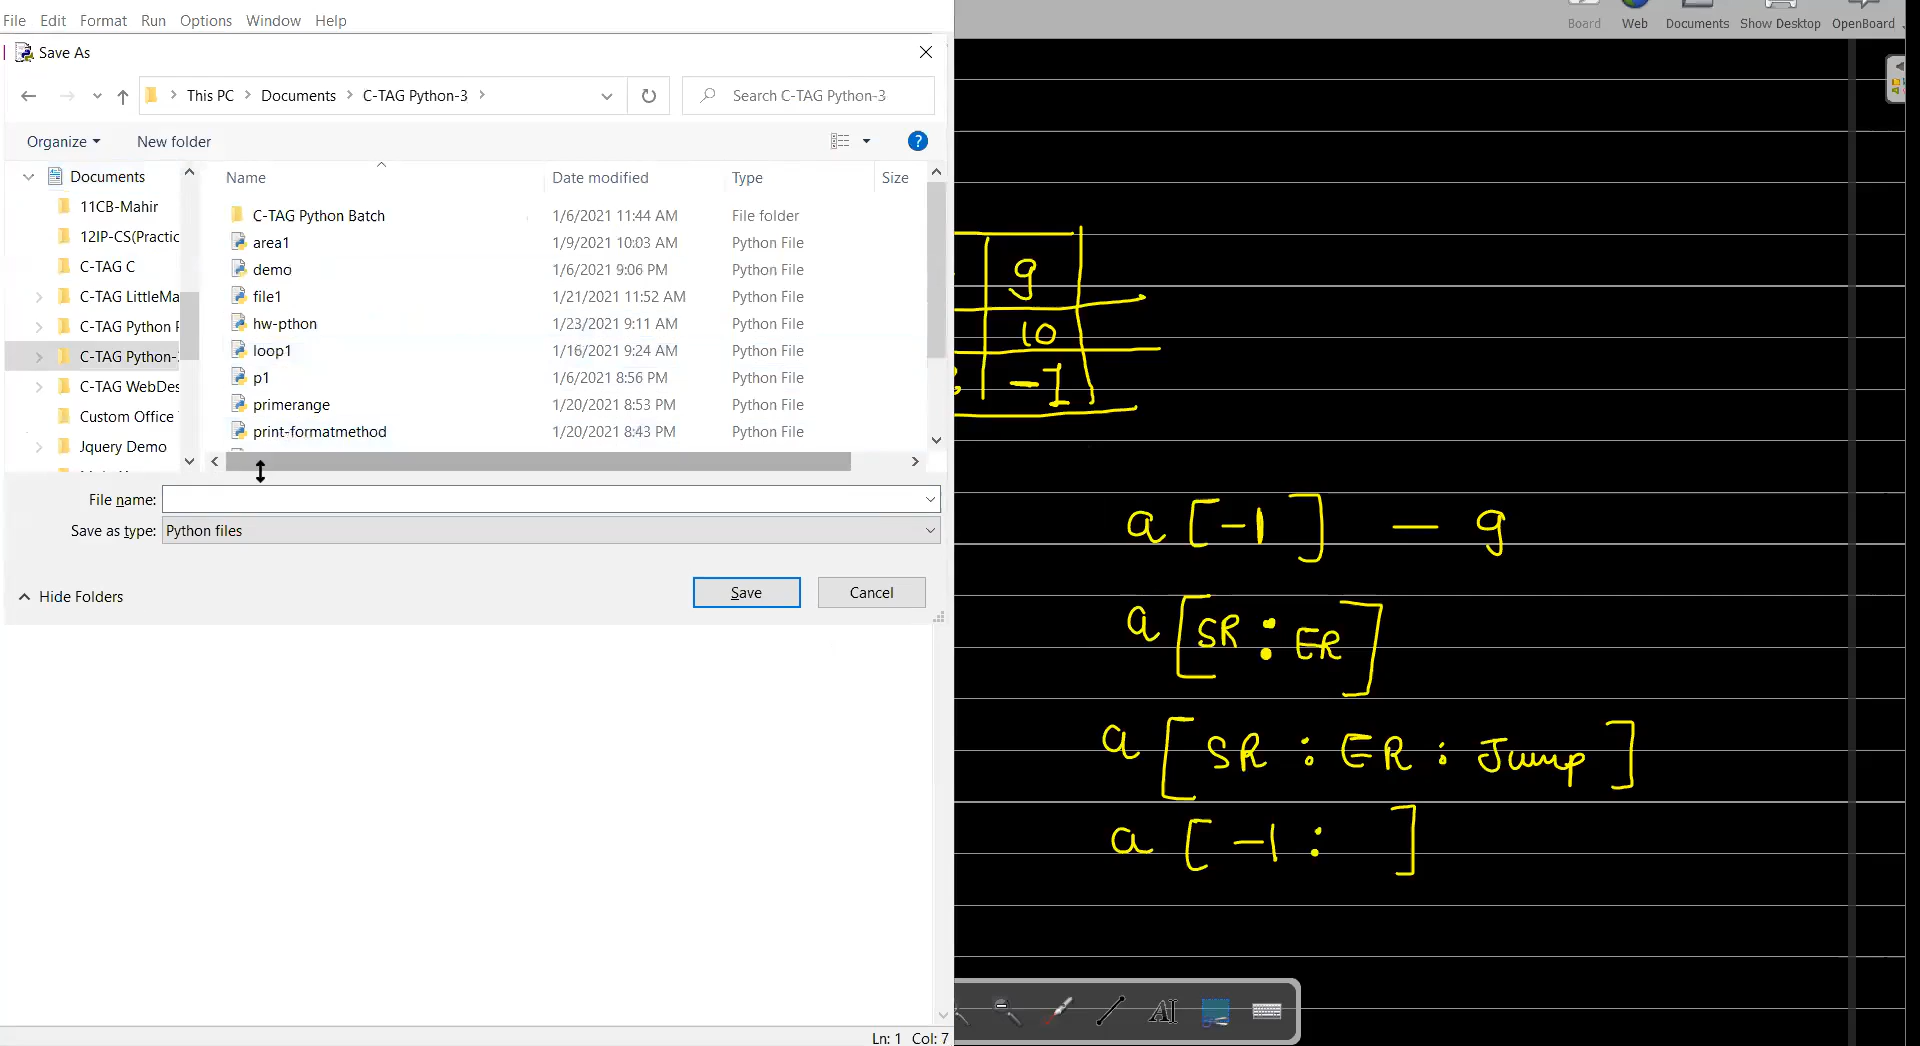 File Edit Format Run Options Window Help
Save As
This PC > Documents > C-TAG Python-3 >
Search C-TAG Python-3
Organize New folder
?
Documents
11CB-Mahir
12IP-CS(Practic
C-TAG C
C-TAG LittleMa
C-TAG Python F
C-TAG Python-3
C-TAG WebDes
Custom Office
Jquery Demo
Name Date modified Type Size
C-TAG Python Batch 1/6/2021 11:44 AM File folder
area1 1/9/2021 10:03 AM Python File
demo 1/6/2021 9:06 PM Python File
file1 1/21/2021 11:52 AM Python File
hw-pthon 1/23/2021 9:11 AM Python File
loop1 1/16/2021 9:24 AM Python File
p1 1/6/2021 8:56 PM Python File
primerange 1/20/2021 8:53 PM Python File
print-formatmethod 1/20/2021 8:43 PM Python File
File name:
Save as type: Python files
Hide Folders
Save Cancel
Ln: 1 Col: 7
Board Web Documents Show Desktop OpenBoard
g
10
-1
a [-1] — g
a [SR : ER]
a [SR : ER : Jump]
a [-1 : ]
AI